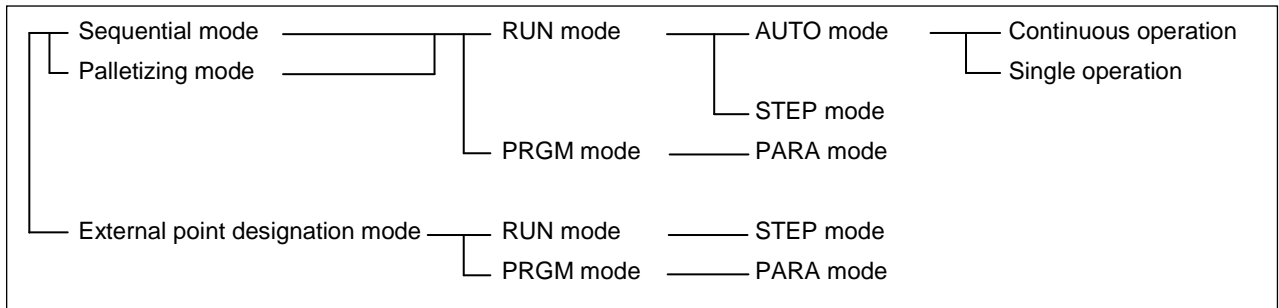 Sequential mode RUN mode AUTO mode Continuous operation
Palletizing mode Single operation
STEP mode
PRGM mode PARA mode
External point designation mode RUN mode STEP mode
PRGM mode PARA mode